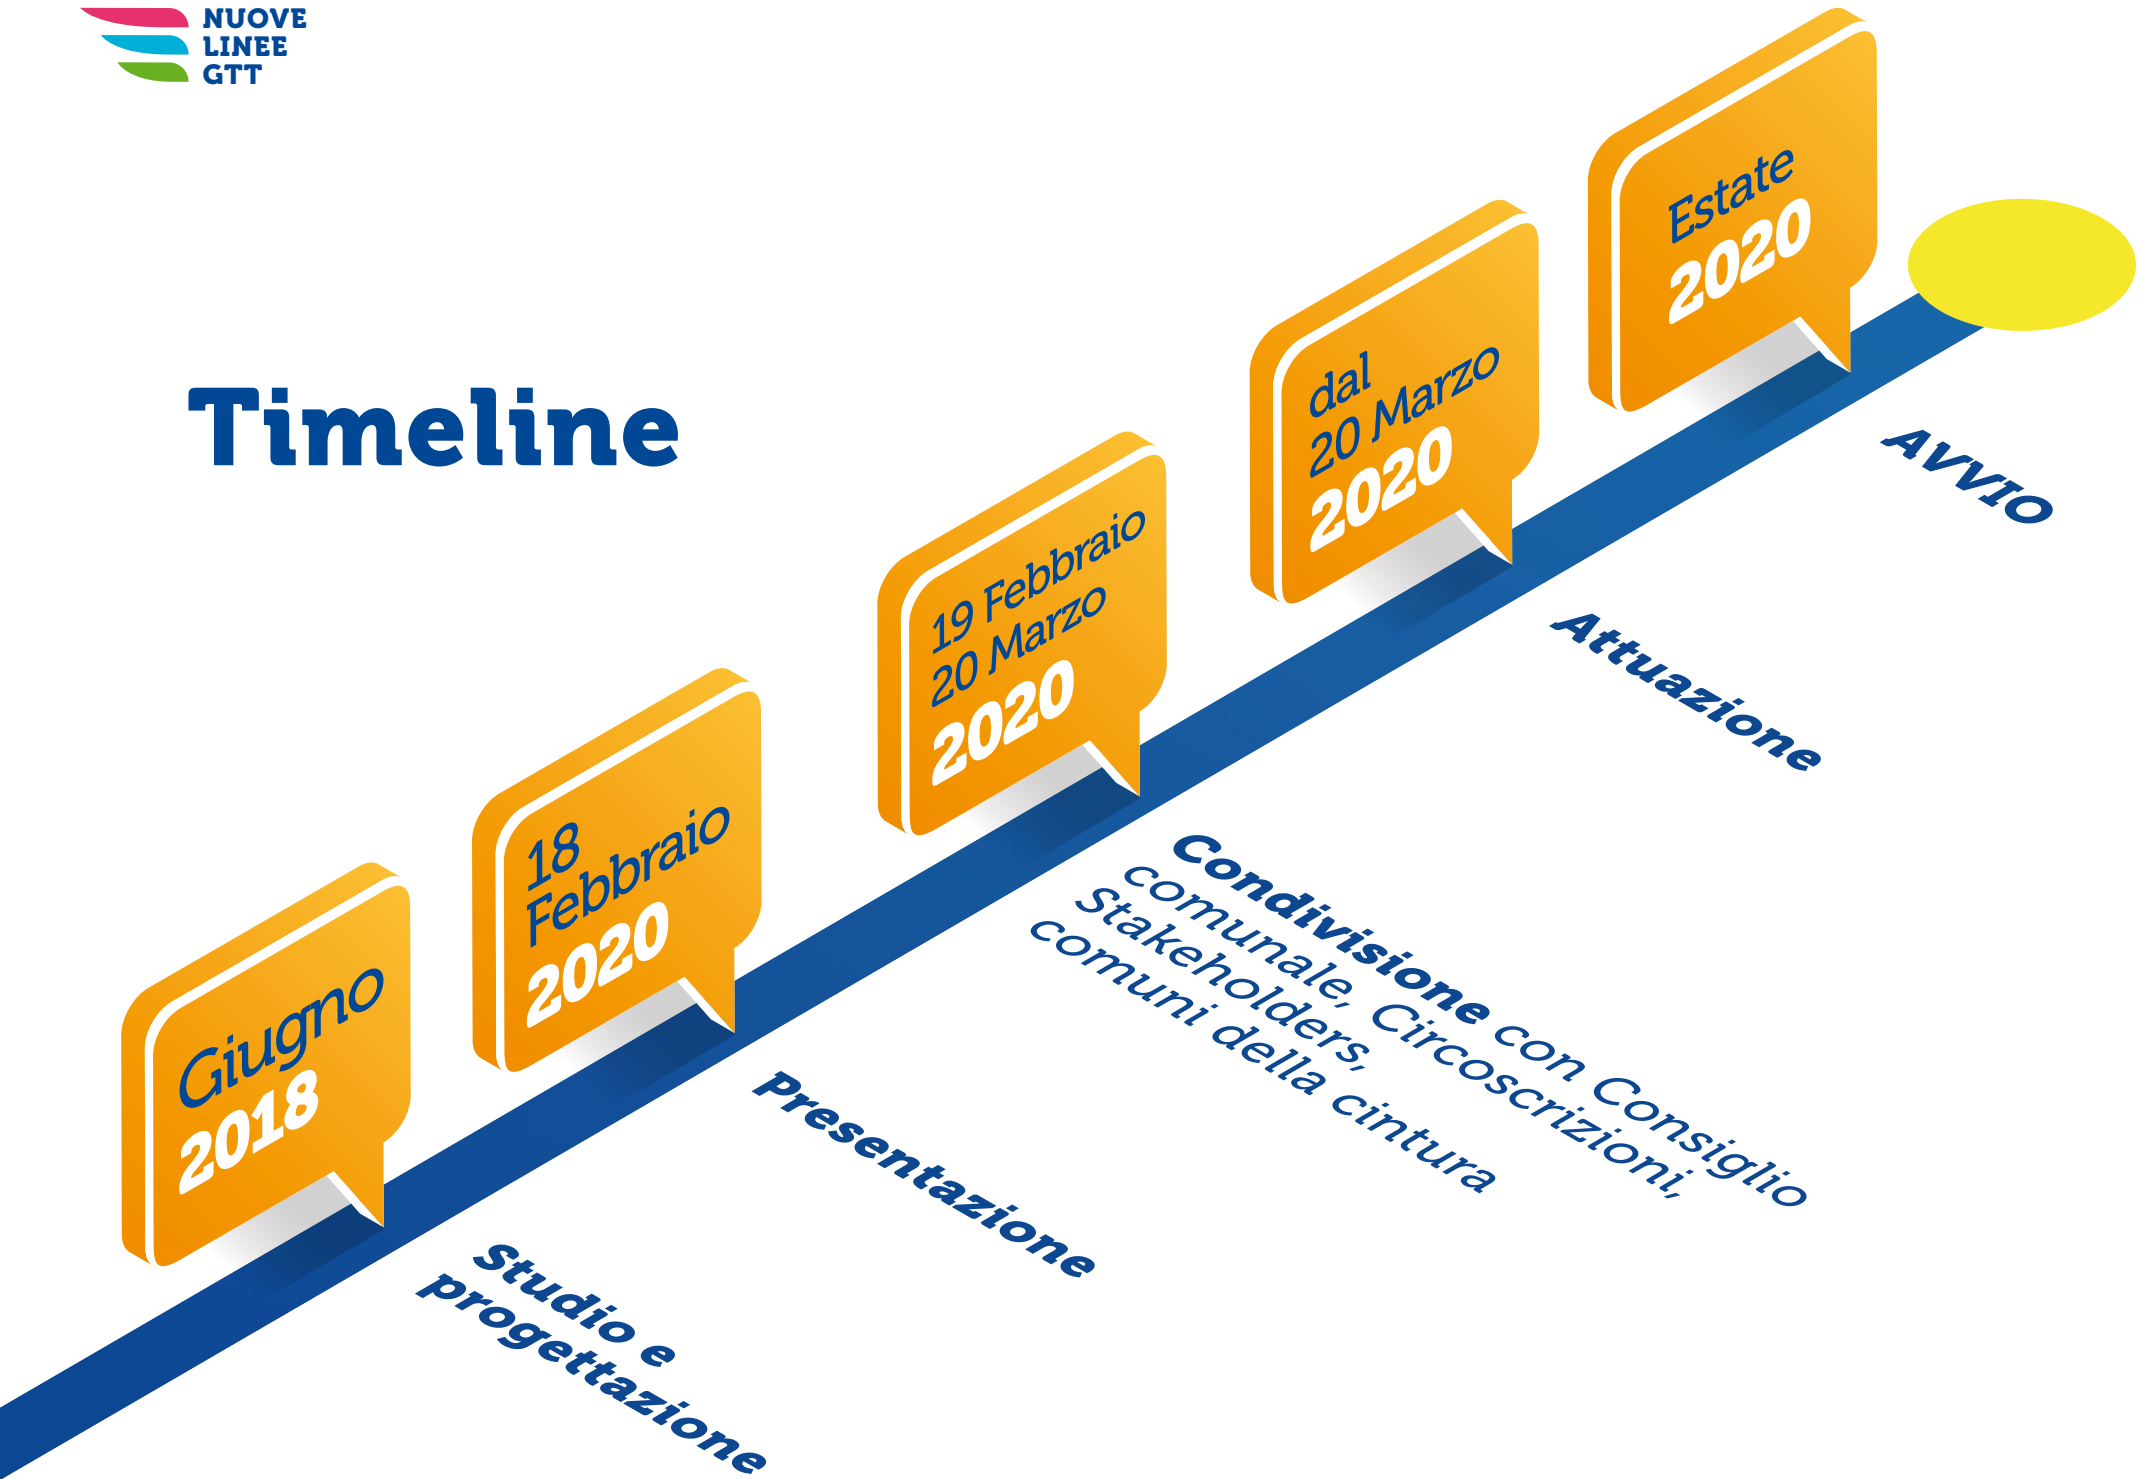 NUOVE
LINEE
GTT
Timeline
Giugno
2018
Studio e
progettazione
18
Febbraio
2020
Presentazione
19 Febbraio
20 Marzo
2020
Condivisione con Consiglio
comunale, Circoscrizioni,
Stakeholders,
comuni della cintura
dal
20 Marzo
2020
Attuazione
Estate
2020
AVVIO